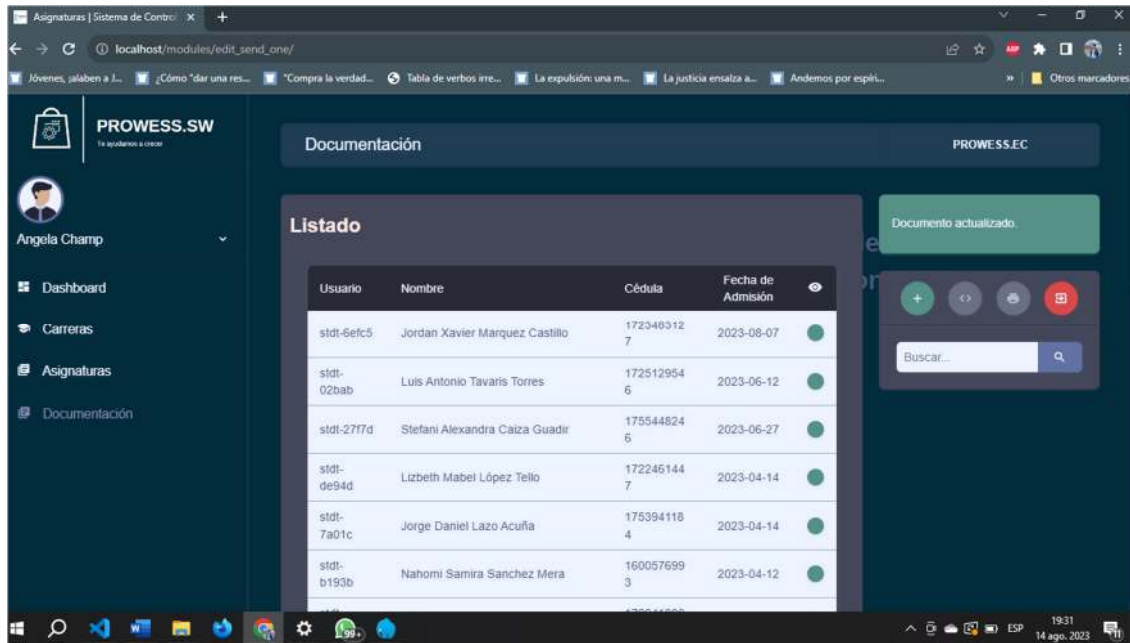 Asignaturas | Sistema de Control
localhost/modules/edit_send_one/
Jóvenes, ¡alaben a J... ¿Cómo "dar una res... "Compra la verdad... Tabla de verbos irre... La expulsión: una m... La justicia ensalza a... Andemos por espíri... » Otros marcadores
PROWESS.SW
Te ayudamos a crecer
Documentación
PROWESS.EC
Angela Champ
Dashboard
Carreras
Asignaturas
Documentación
Listado
Documento actualizado.
Buscar...
Usuario Nombre Cédula Fecha de Admisión
stdt-6efc5 Jordan Xavier Marquez Castillo 172348312
7 2023-08-07
stdt-
02bab Luis Antonio Tavaris Torres 172512954
6 2023-06-12
stdt-27f7d Stefani Alexandra Caiza Guadir 175544824
6 2023-06-27
stdt-
de94d Lizbeth Mabel López Tello 172246144
7 2023-04-14
stdt-
7a01c Jorge Daniel Lazo Acuña 175394118
4 2023-04-14
stdt-
b193b Nahomi Samira Sanchez Mera 160057699
3 2023-04-12
99+
ESP
19:31
14 ago. 2023